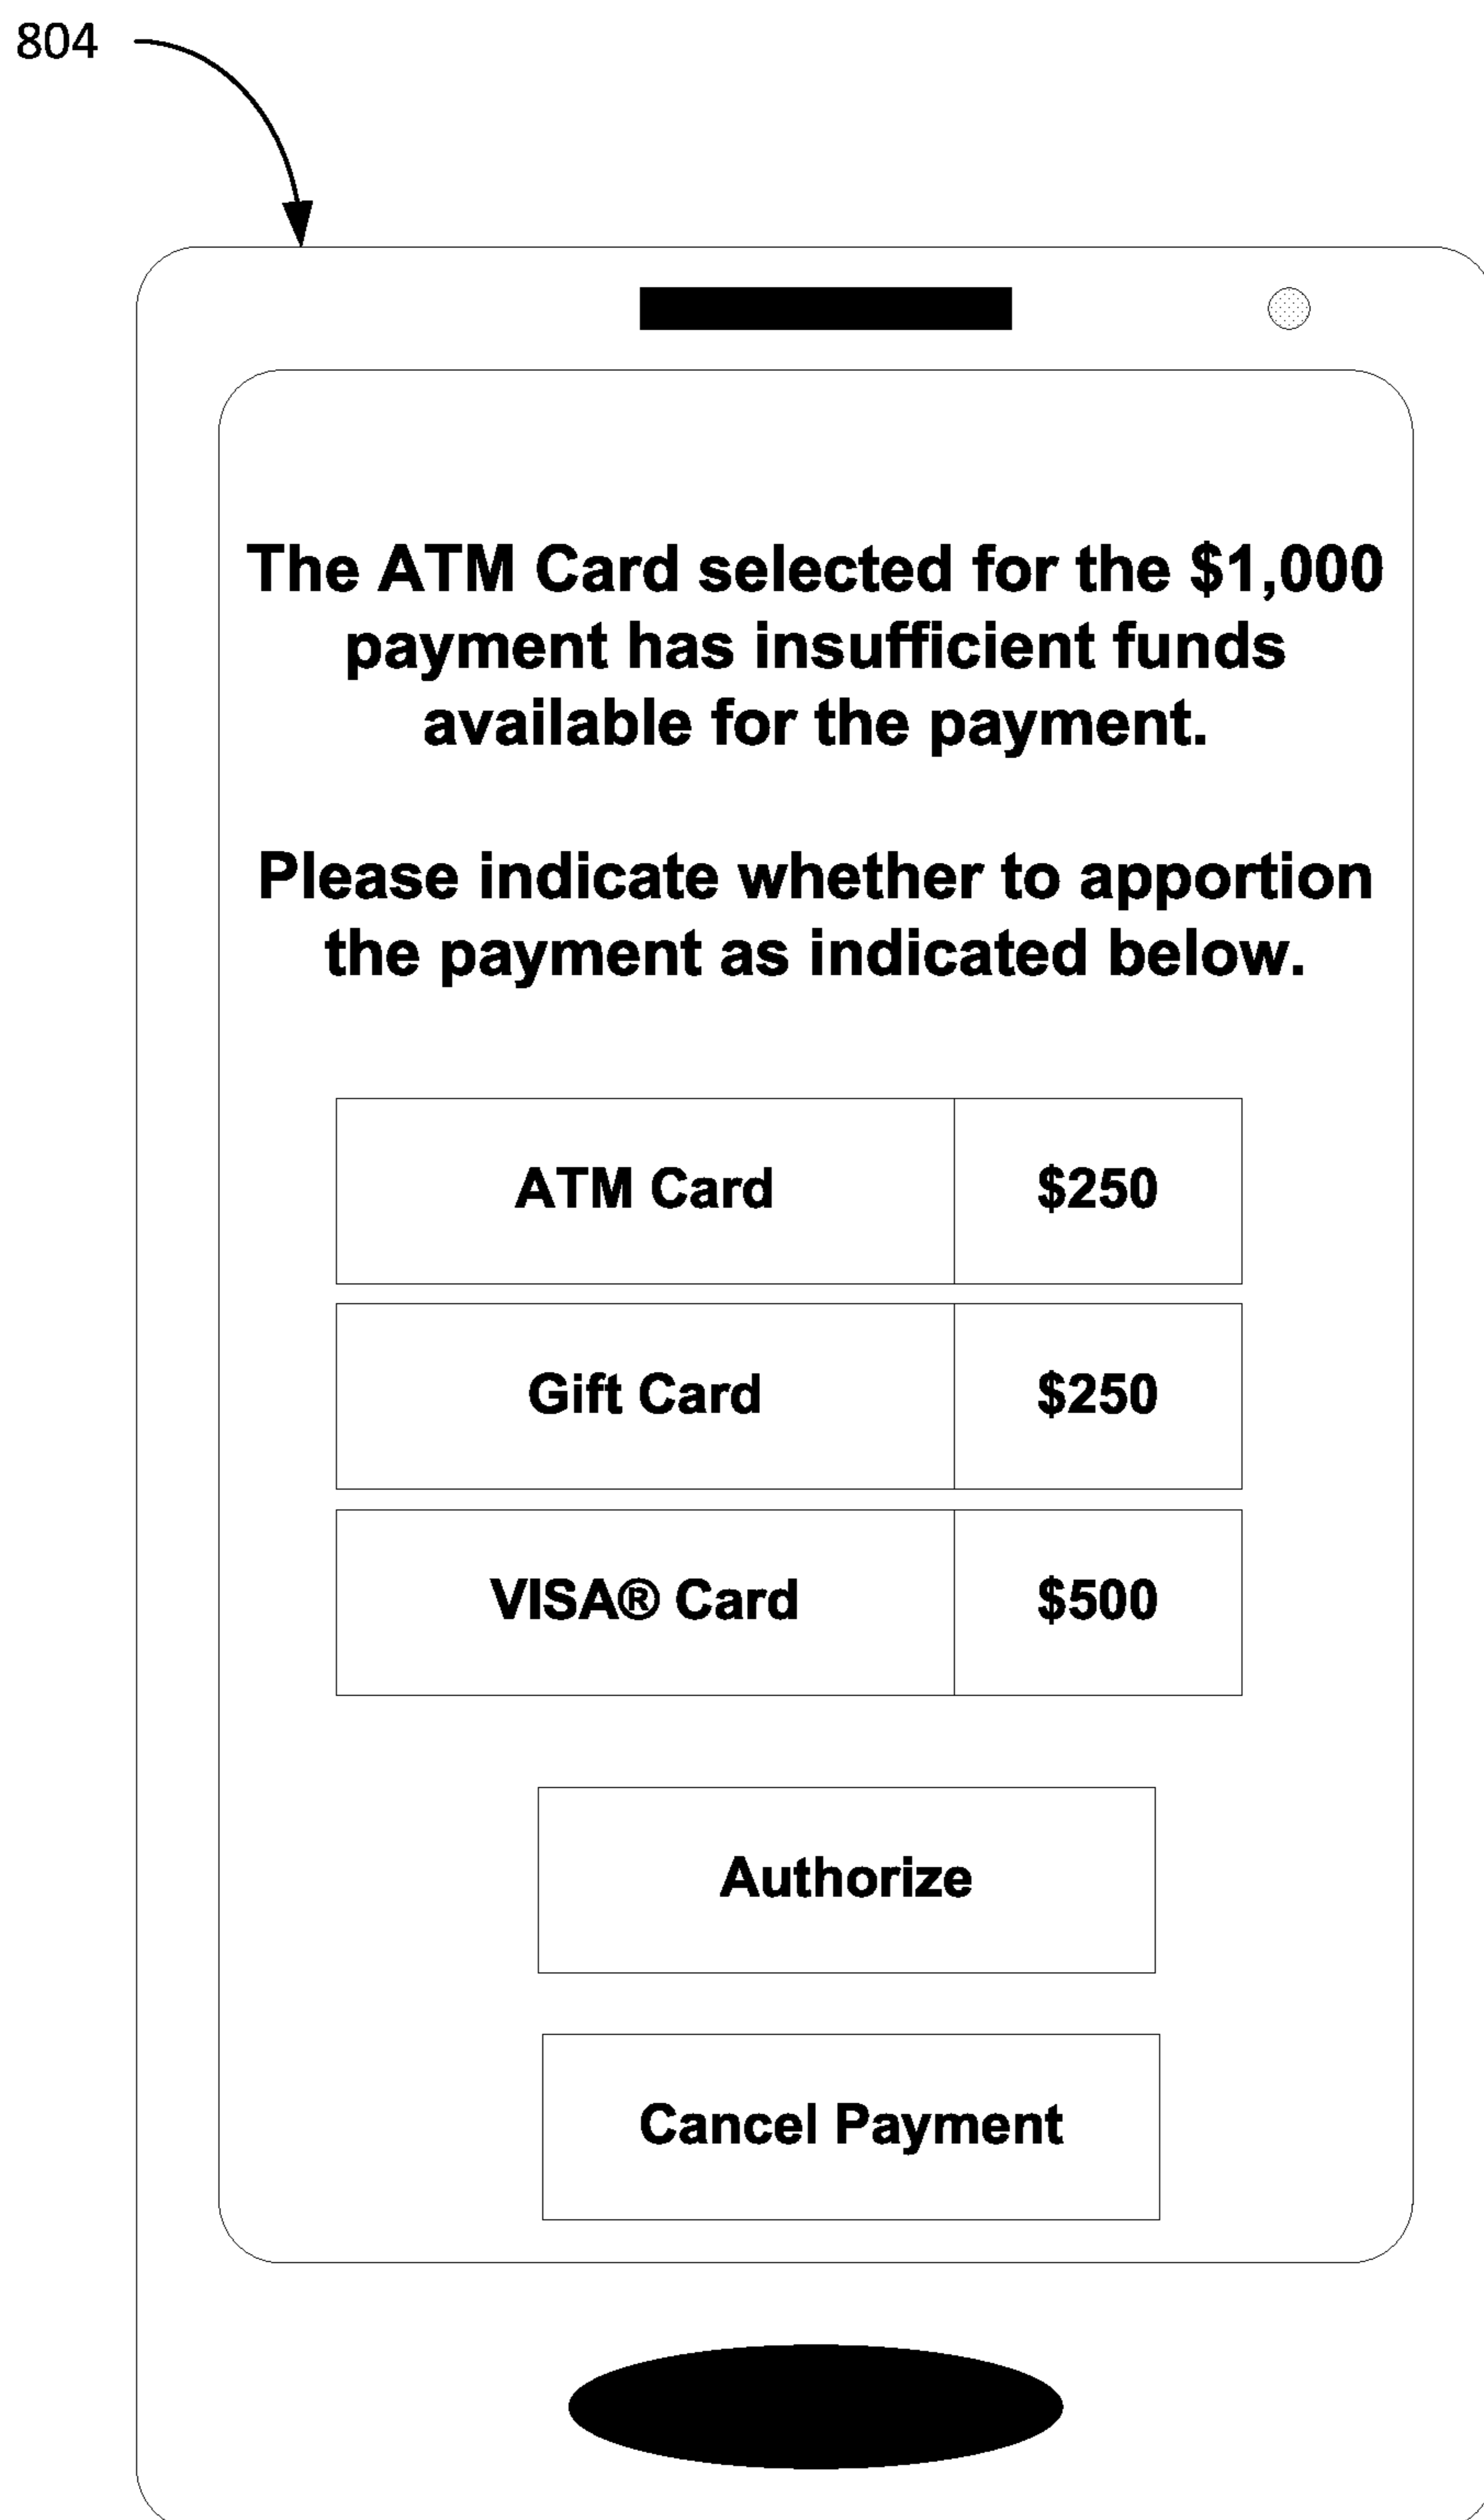 804
The ATM Card selected for the $1,000
payment has insufficient funds
available for the payment.
Please indicate whether to apportion
the payment as indicated below.
ATM Card $250
Gift Card $250
VISA® Card $500
Authorize
Cancel Payment